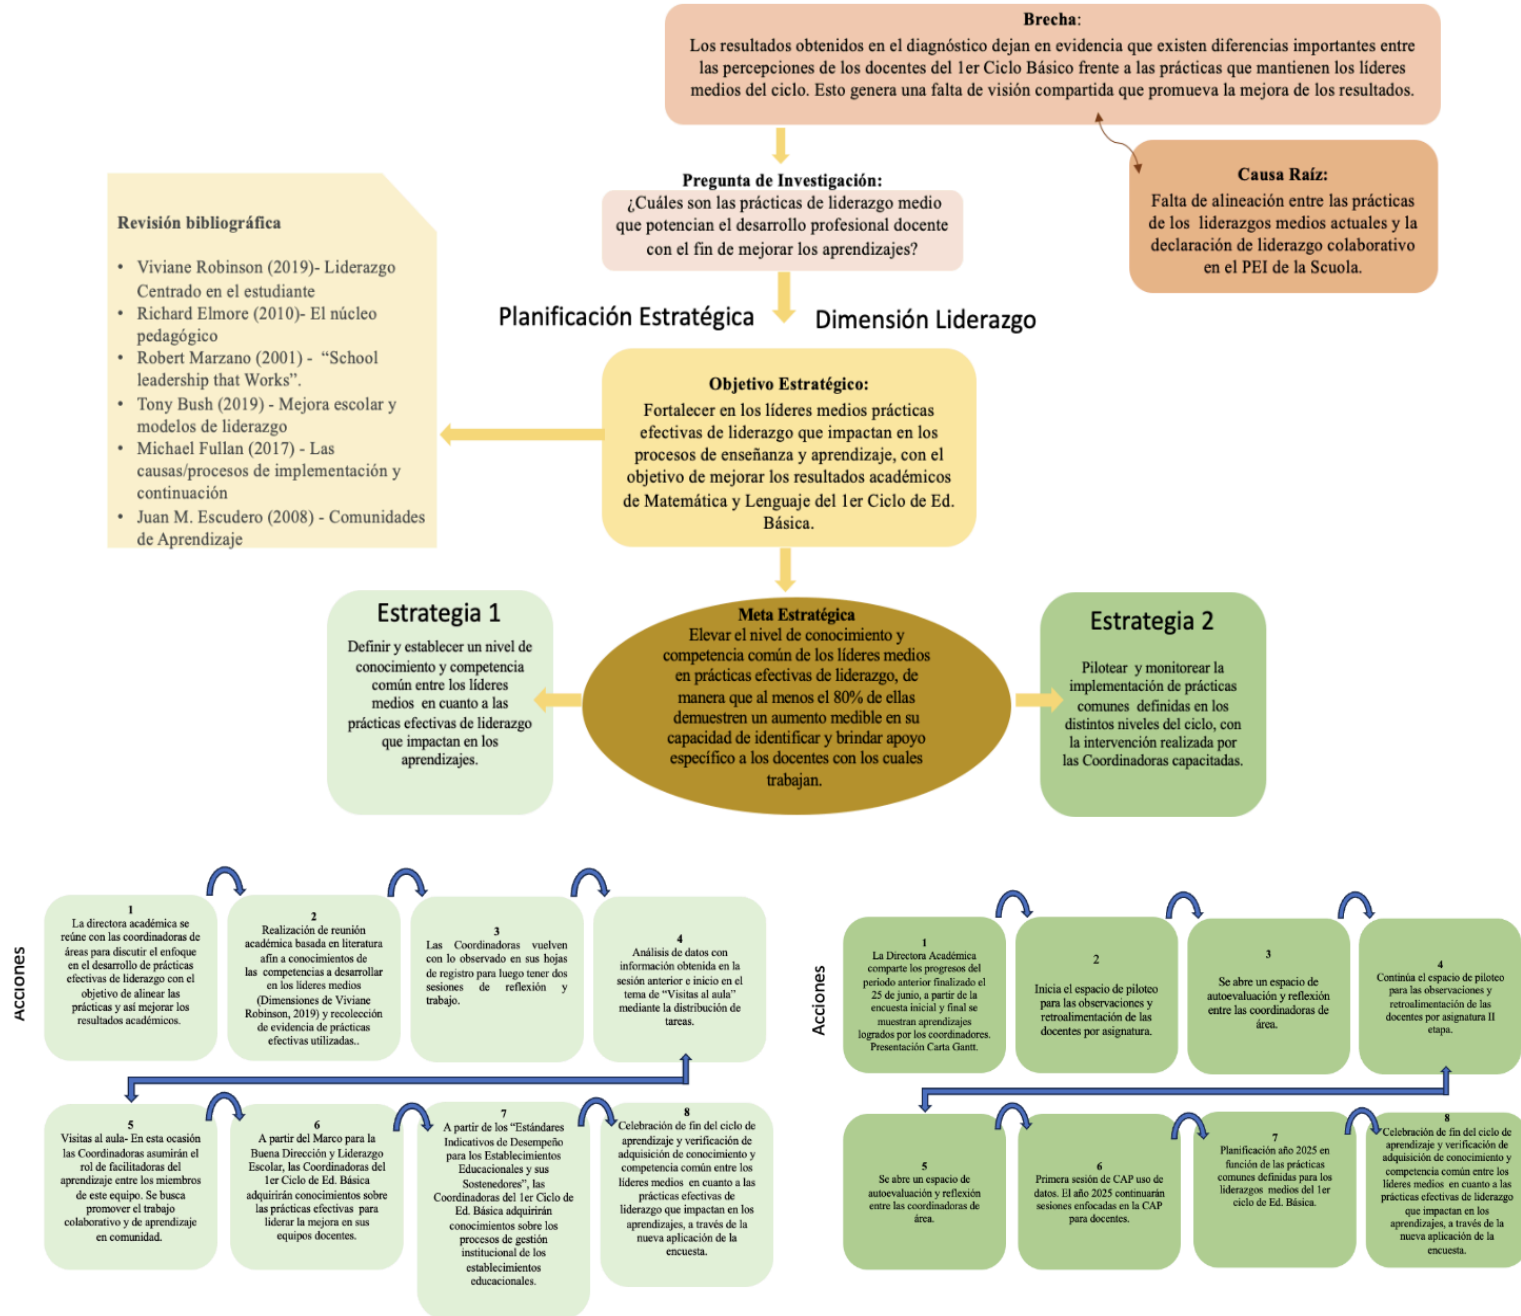 Brecha:
Los resultados obtenidos en el diagnóstico dejan en evidencia que existen diferencias importantes entre
las percepciones de los docentes del 1er Ciclo Básico frente a las prácticas que mantienen los líderes
medios del ciclo. Esto genera una falta de visión compartida que promueva la mejora de los resultados.
Causa Raíz:
Falta de alineación entre las prácticas
de los liderazgos medios actuales y la
declaración de liderazgo colaborativo
en el PEI de la Scuola.
Pregunta de Investigación:
¿Cuáles son las prácticas de liderazgo medio
que potencian el desarrollo profesional docente
con el fin de mejorar los aprendizajes?
Revisión bibliográfica
• Viviane Robinson (2019)- Liderazgo
Centrado en el estudiante
• Richard Elmore (2010)- El núcleo
pedagógico
• Robert Marzano (2001) - “School
leadership that Works”.
• Tony Bush (2019) - Mejora escolar y
modelos de liderazgo
• Michael Fullan (2017) - Las
causas/procesos de implementación y
continuación
• Juan M. Escudero (2008) - Comunidades
de Aprendizaje
Planificación Estratégica
Dimensión Liderazgo
Objetivo Estratégico:
Fortalecer en los líderes medios prácticas
efectivas de liderazgo que impactan en los
procesos de enseñanza y aprendizaje, con el
objetivo de mejorar los resultados académicos
de Matemática y Lenguaje del 1er Ciclo de Ed.
Básica.
Estrategia 1
Definir y establecer un nivel de
conocimiento y competencia
común entre los líderes
medios en cuanto a las
prácticas efectivas de liderazgo
que impactan en los
aprendizajes.
Meta Estratégica
Elevar el nivel de conocimiento y
competencia común de los líderes medios
en prácticas efectivas de liderazgo, de
manera que al menos el 80% de ellas
demuestren un aumento medible en su
capacidad de identificar y brindar apoyo
específico a los docentes con los cuales
trabajan.
Estrategia 2
Pilotear y monitorear la
implementación de prácticas
comunes definidas en los
distintos niveles del ciclo, con
la intervención realizada por
las Coordinadoras capacitadas.
Acciones
1
La directora académica se
reúne con las coordinadoras de
áreas para discutir el enfoque
en el desarrollo de prácticas
efectivas de liderazgo con el
objetivo de alinear las
prácticas y así mejorar los
resultados académicos.
2
Realización de reunión
académica basada en literatura
afín a conocimientos de
las competencias a desarrollar
en los líderes medios
(Dimensiones de Viviane
Robinson, 2019) y recolección
de evidencia de prácticas
efectivas utilizadas..
3
Las Coordinadoras vuelven
con lo observado en sus hojas
de registro para luego tener dos
sesiones de reflexión y
trabajo.
4
Análisis de datos con
información obtenida en la
sesión anterior e inicio en el
tema de “Visitas al aula”
mediante la distribución de
tareas.
5
Visitas al aula- En esta ocasión
las Coordinadoras asumirán el
rol de facilitadoras del
aprendizaje entre los miembros
de este equipo. Se busca
promover el trabajo
colaborativo y de aprendizaje
en comunidad.
6
A partir del Marco para la
Buena Dirección y Liderazgo
Escolar, las Coordinadoras del
1er Ciclo de Ed. Básica
adquirirán conocimientos sobre
las prácticas efectivas para
liderar la mejora en sus
equipos docentes.
7
A partir de los “Estándares
Indicativos de Desempeño
para los Establecimientos
Educacionales y sus
Sostenedores”, las
Coordinadoras del 1er Ciclo de
Ed. Básica adquirirán
conocimientos sobre los
procesos de gestión
institucional de los
establecimientos
educacionales.
8
Celebración de fin del ciclo de
aprendizaje y verificación de
adquisición de conocimiento y
competencia común entre los
líderes medios en cuanto a las
prácticas efectivas de
liderazgo que impactan en los
aprendizajes, a través de la
nueva aplicación de la
encuesta.
Acciones
1
La Directora Académica
comparte los progresos del
periodo anterior finalizado el
25 de junio, a partir de la
encuesta inicial y final se
muestran aprendizajes
logrados por los coordinadores.
Presentación Carta Gantt.
2
Inicia el espacio de piloteo
para las observaciones y
retroalimentación de las
docentes por asignatura.
3
Se abre un espacio de
autoevaluación y reflexión
entre las coordinadoras de
área.
4
Continúa el espacio de piloteo
para las observaciones y
retroalimentación de las
docentes por asignatura II
etapa.
5
Se abre un espacio de
autoevaluación y reflexión
entre las coordinadoras de
área.
6
Primera sesión de CAP uso de
datos. El año 2025 continuarán
sesiones enfocadas en la CAP
para docentes.
7
Planificación año 2025 en
función de las prácticas
comunes definidas para los
liderazgos medios del 1er
ciclo de Ed. Básica.
8
Celebración de fin del ciclo de
aprendizaje y verificación de
adquisición de conocimiento y
competencia común entre los
líderes medios en cuanto a las
prácticas efectivas de liderazgo
que impactan en los
aprendizajes, a través de la
nueva aplicación de la
encuesta.